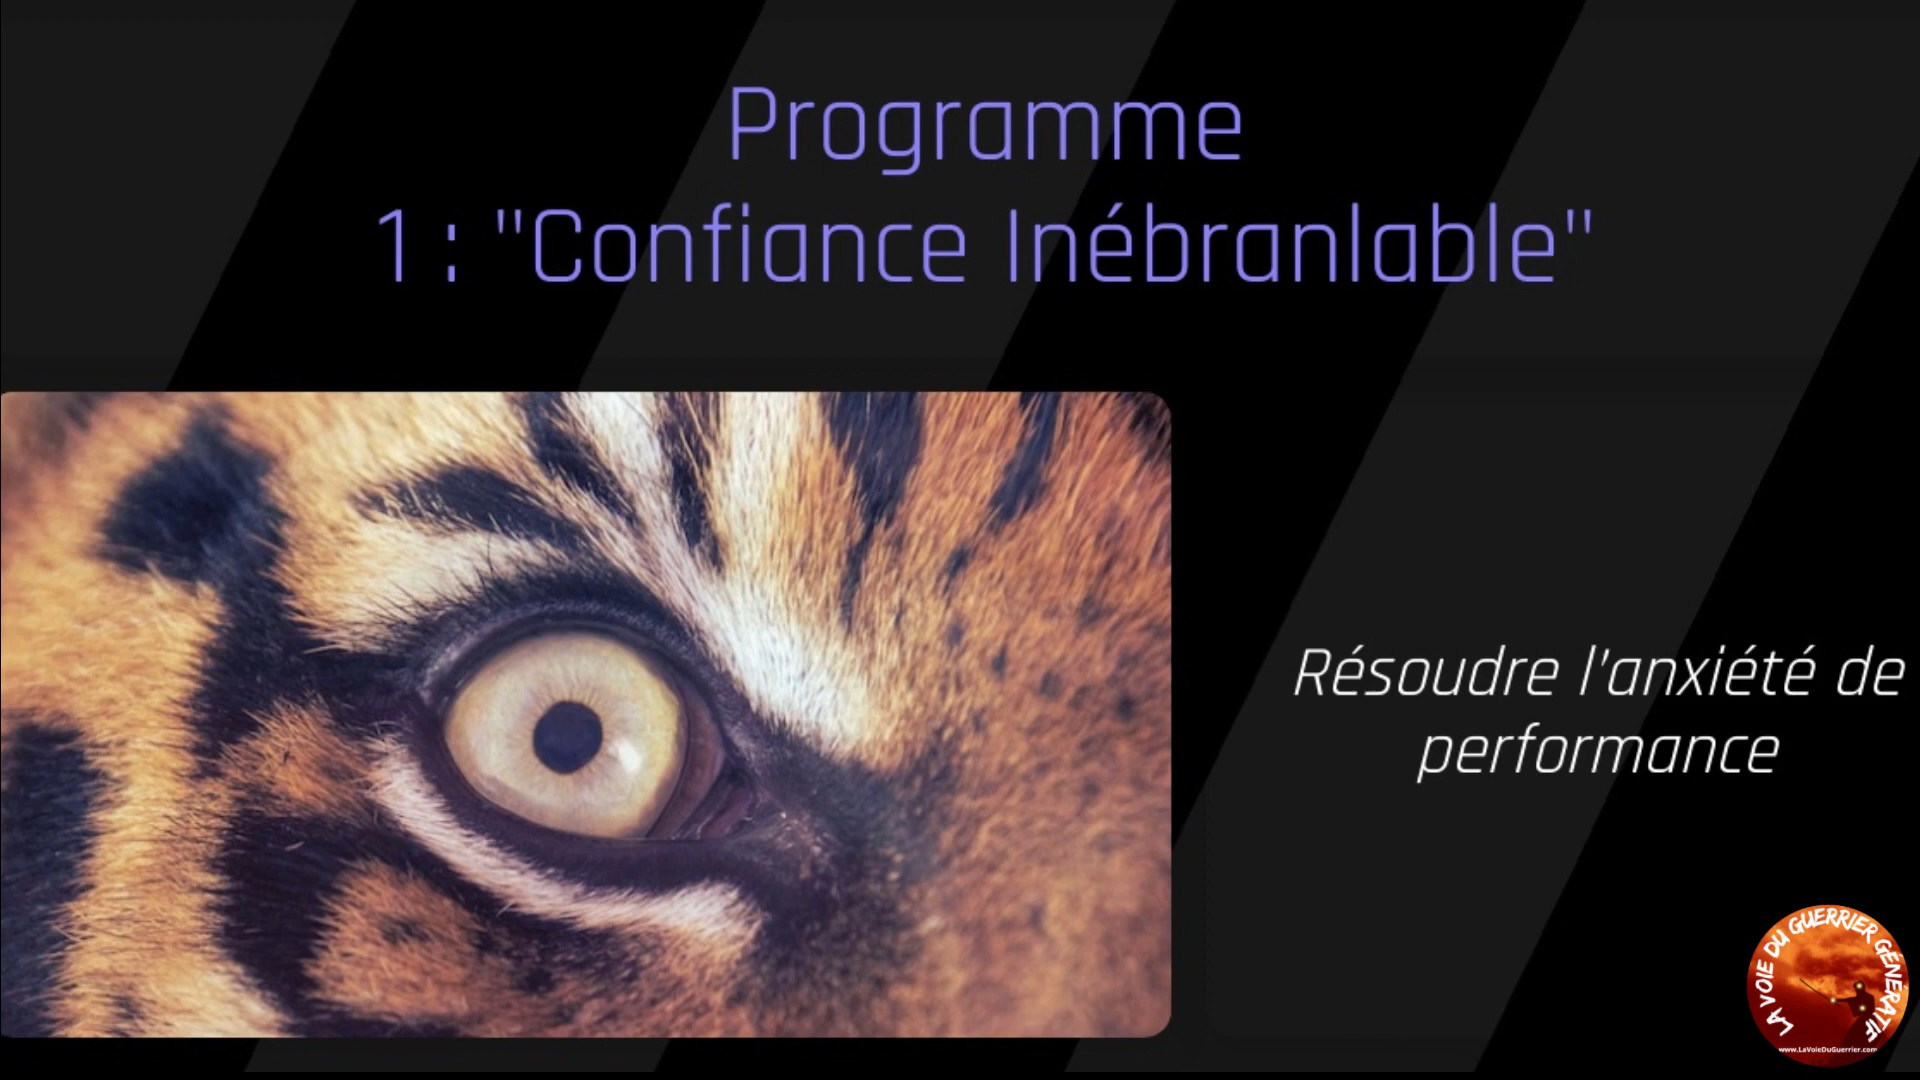 Programme
1 : "Confiance Inébranlable"
Résoudre l'anxiété de
performance
LA VOIE DU GUERRIER GÉNÉRATIF
www.LaVoieDuGuerrier.com